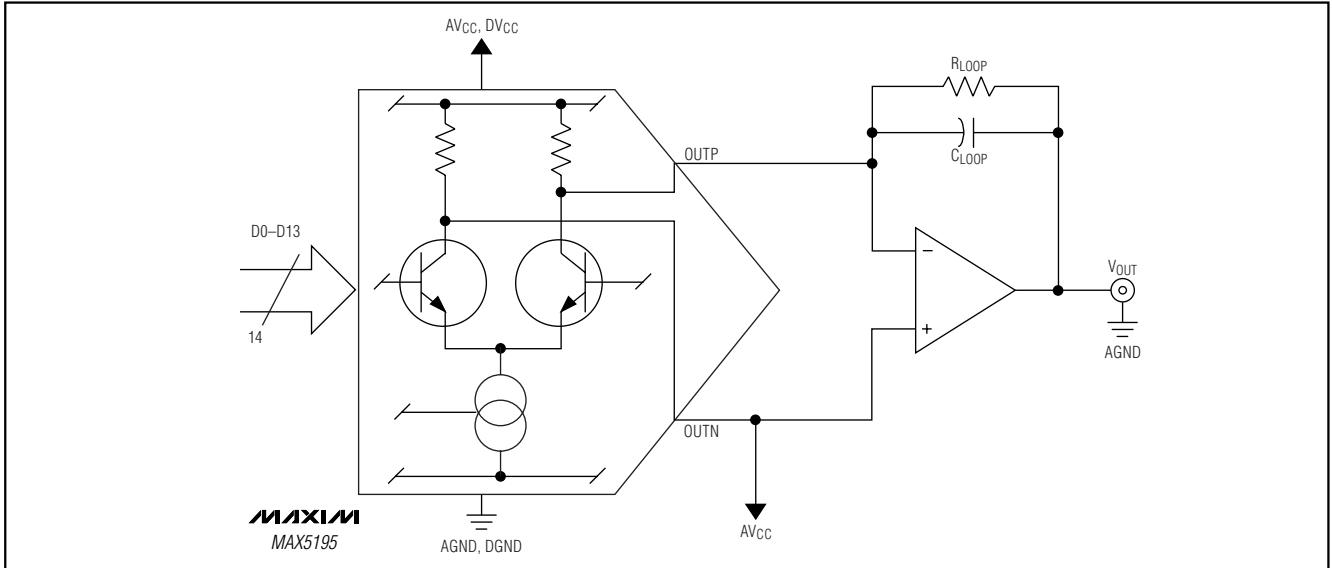 AVCC, DVCC
RLOOP
CLOOP
OUTP
D0–D13
14
−
+
VOUT
AGND
OUTN
AVCC
MAXIM
MAX5195
AGND, DGND